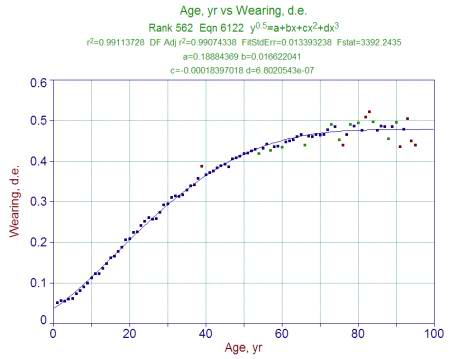 Age, yr vs Wearing, d.e.
Rank 562 Eqn 6122 y^0.5=a+bx+cx^2+dx^3
r^2=0.99113728 DF Adj r^2=0.99074338 FitStdErr=0.013393238 Fstat=3392.2435
a=0.18884369 b=0.016622041
c=-0.00018397018 d=6.8020543e-07
0.6
0.5
0.4
0.3
0.2
0.1
0
Wearing, d.e.
0 20 40 60 80 100
Age, yr